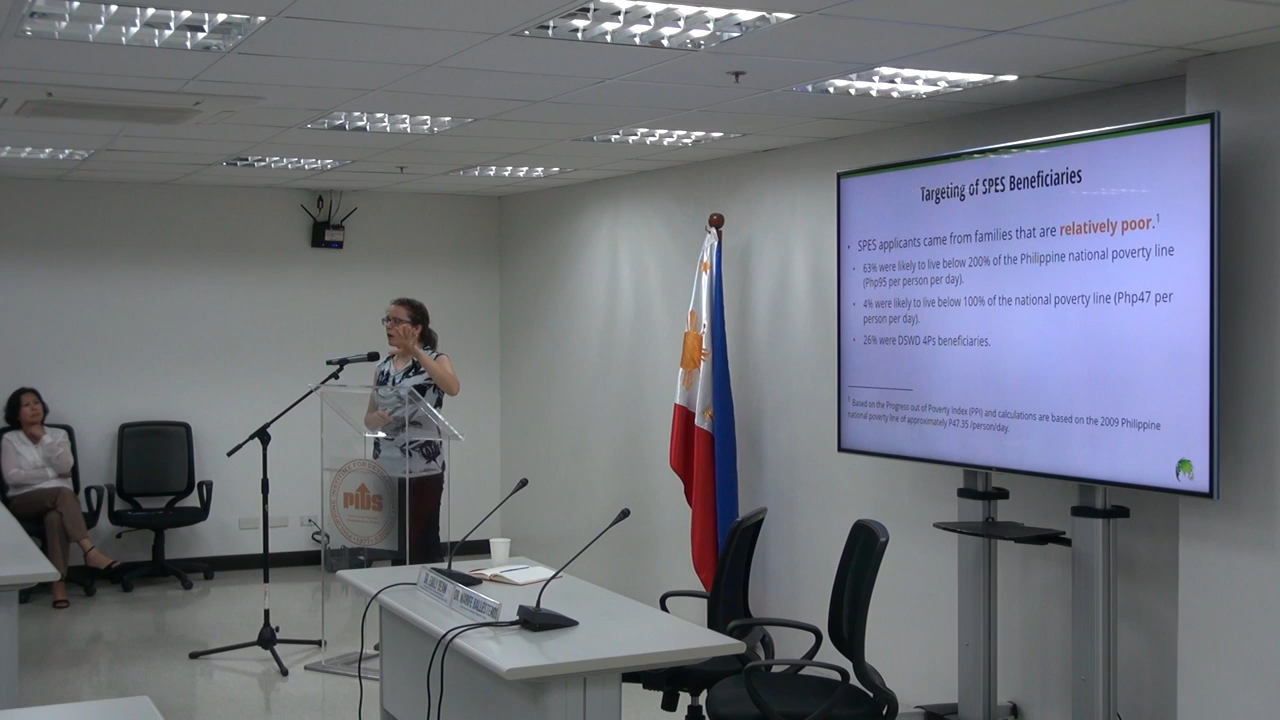 Targeting of SPES Beneficiaries
• SPES applicants came from families that are relatively poor.1
• 63% were likely to live below 200% of the Philippine national poverty line
(Php95 per person per day).
• 4% were likely to live below 100% of the national poverty line (Php47 per
person per day).
• 26% were DSWD 4Ps beneficiaries.
1 Based on the Progress out of Poverty Index (PPI) and calculations are based on the 2009 Philippine
national poverty line of approximately P47.35 /person/day.
PIDS